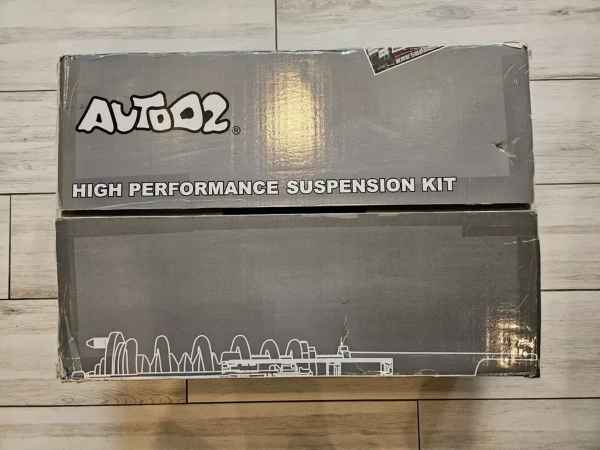 AUTOO2®
HIGH PERFORMANCE SUSPENSION KIT